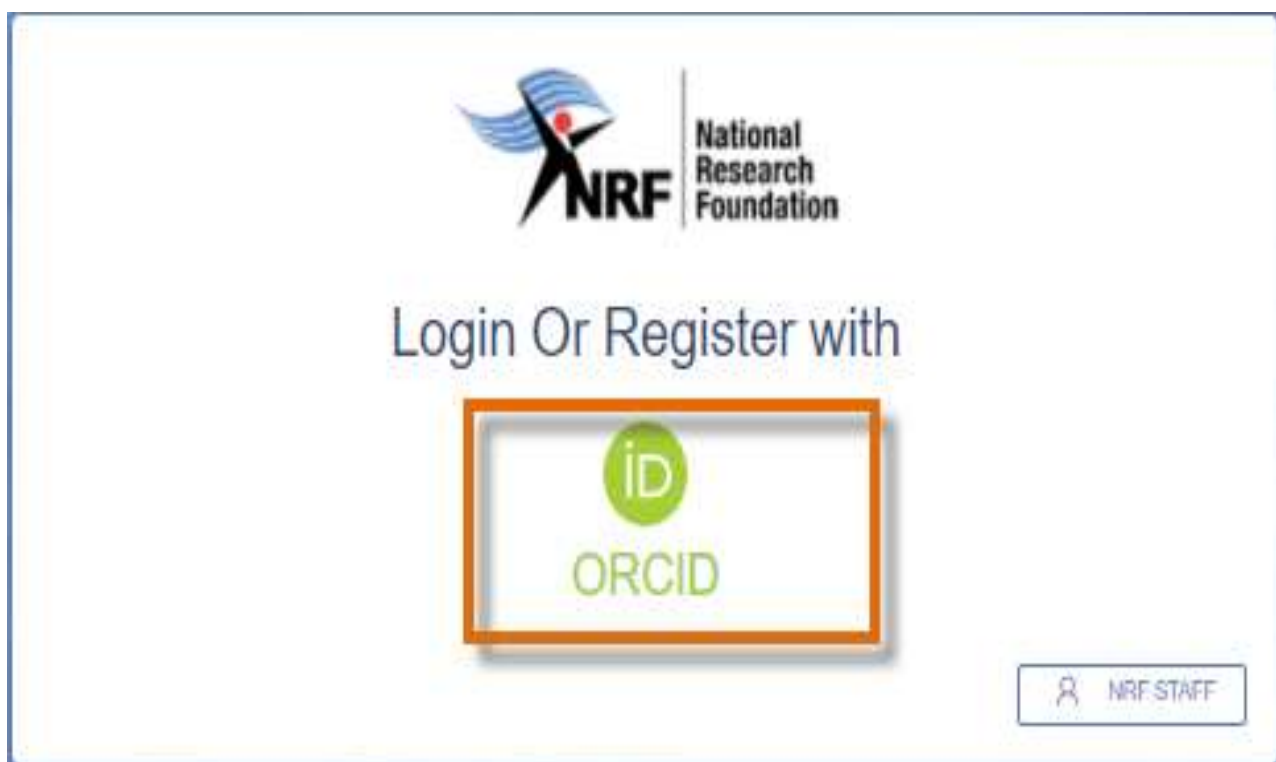 NRF
National
Research
Foundation
Login Or Register with
iD
ORCID
NRF STAFF